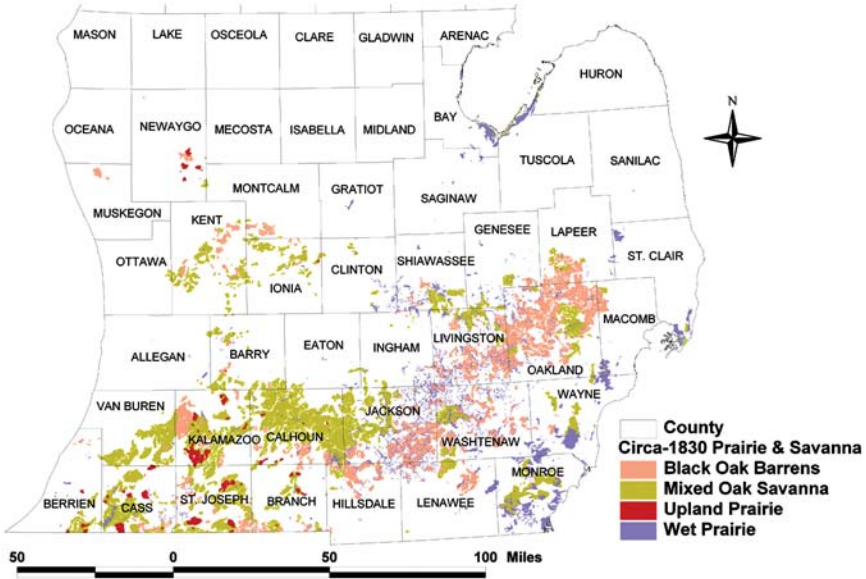 MASON LAKE OSCEOLA CLARE GLADWIN ARENAC
HURON
OCEANA NEWAYGO MECOSTA ISABELLA MIDLAND BAY
N
TUSCOLA SANILAC
MUSKEGON MONTCALM GRATIOT SAGINAW
KENT GENESEE LAPEER
OTTAWA IONIA CLINTON SHIAWASSEE ST. CLAIR
MACOMB
ALLEGAN BARRY EATON INGHAM LIVINGSTON OAKLAND
VAN BUREN KALAMAZOO CALHOUN JACKSON WASHTENAW WAYNE
BERRIEN CASS ST. JOSEPH BRANCH HILLSDALE LENAWEE MONROE
County
Circa-1830 Prairie & Savanna
Black Oak Barrens
Mixed Oak Savanna
Upland Prairie
Wet Prairie
50 0 50 100 Miles